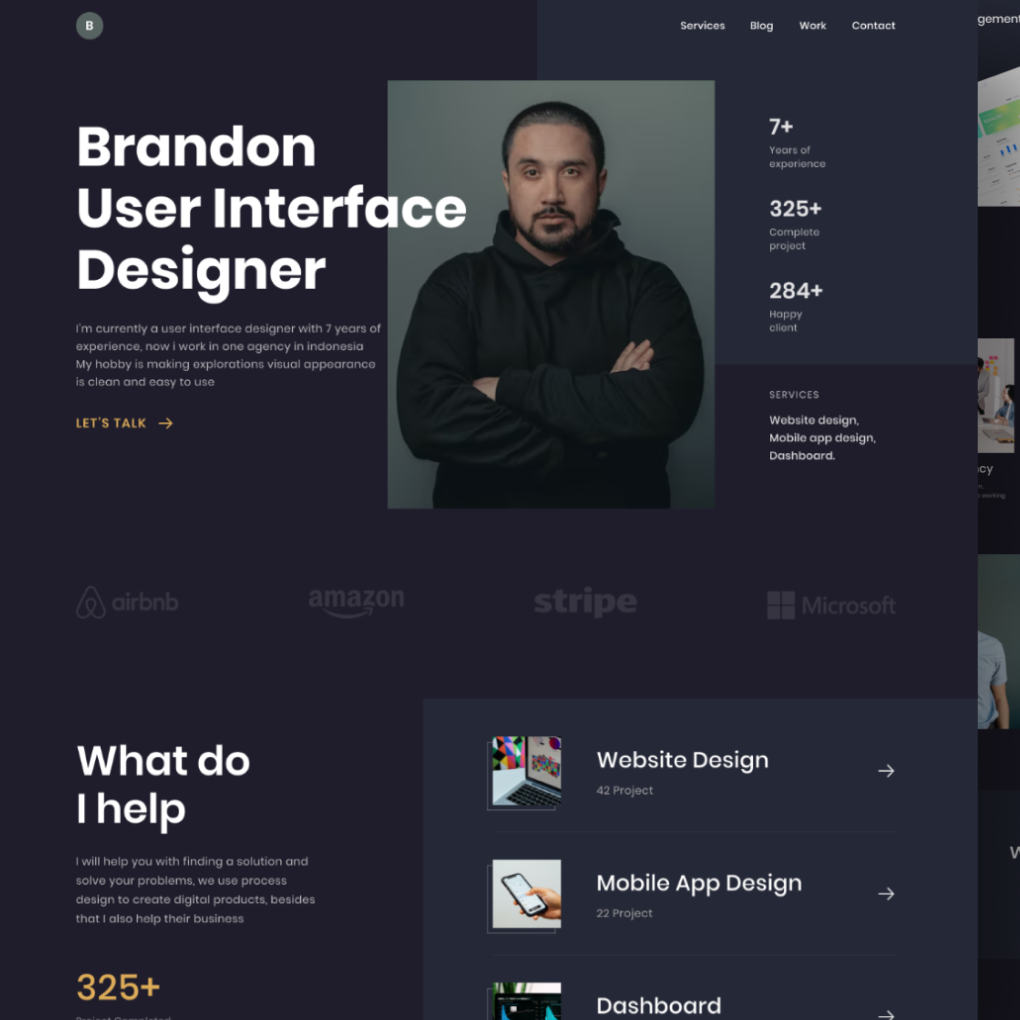 B
Services Blog Work Contact
gement
Brandon
User Interface
Designer
I'm currently a user interface designer with 7 years of
experience, now i work in one agency in indonesia
My hobby is making explorations visual appearance
is clean and easy to use
LET'S TALK
7+
Years of
experience
325+
Complete
project
284+
Happy
client
SERVICES
Website design,
Mobile app design,
Dashboard.
cy
working
airbnb amazon stripe Microsoft
What do
I help
I will help you with finding a solution and
solve your problems, we use process
design to create digital products, besides
that I also help their business
325+
Project Completed
Website Design
42 Project
Mobile App Design
22 Project
Dashboard